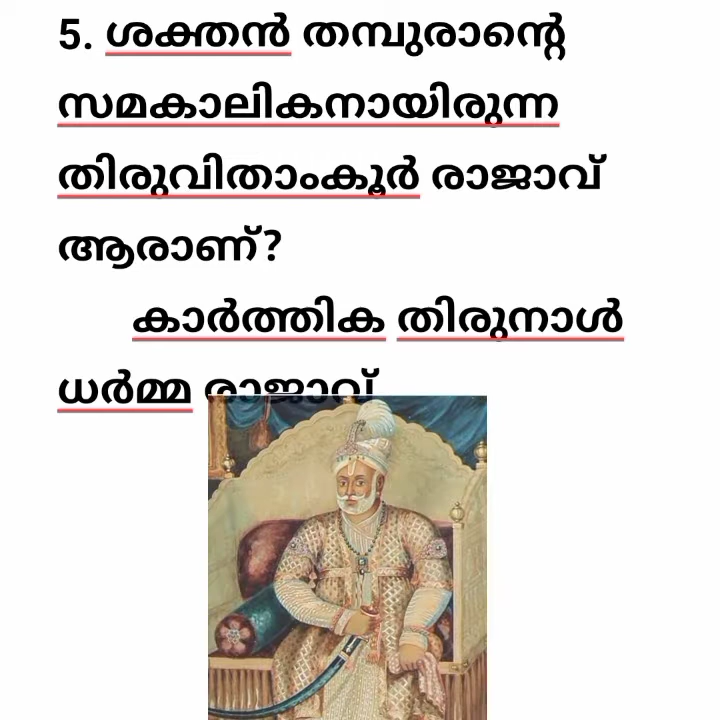 5. ശക്തൻ തമ്പുരാന്റെ
സമകാലികനായിരുന്ന
തിരുവിതാംകൂർ രാജാവ്
ആരാണ്?
കാർത്തിക തിരുനാൾ
ധർമ്മ രാജാവ്